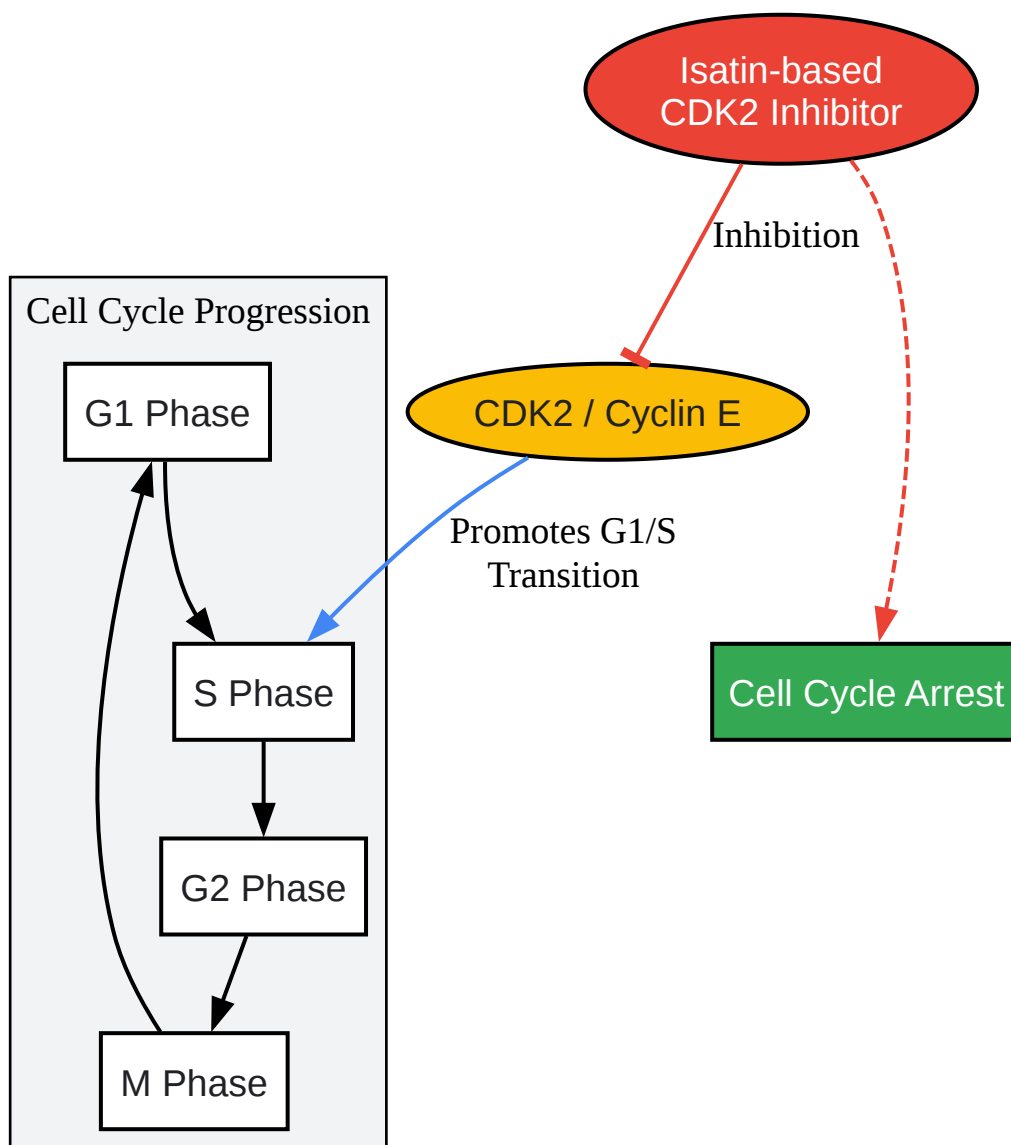 Isatin-based
CDK2 Inhibitor
Inhibition
Cell Cycle Progression
G1 Phase
CDK2 / Cyclin E
Promotes G1/S
Transition
S Phase
Cell Cycle Arrest
G2 Phase
M Phase